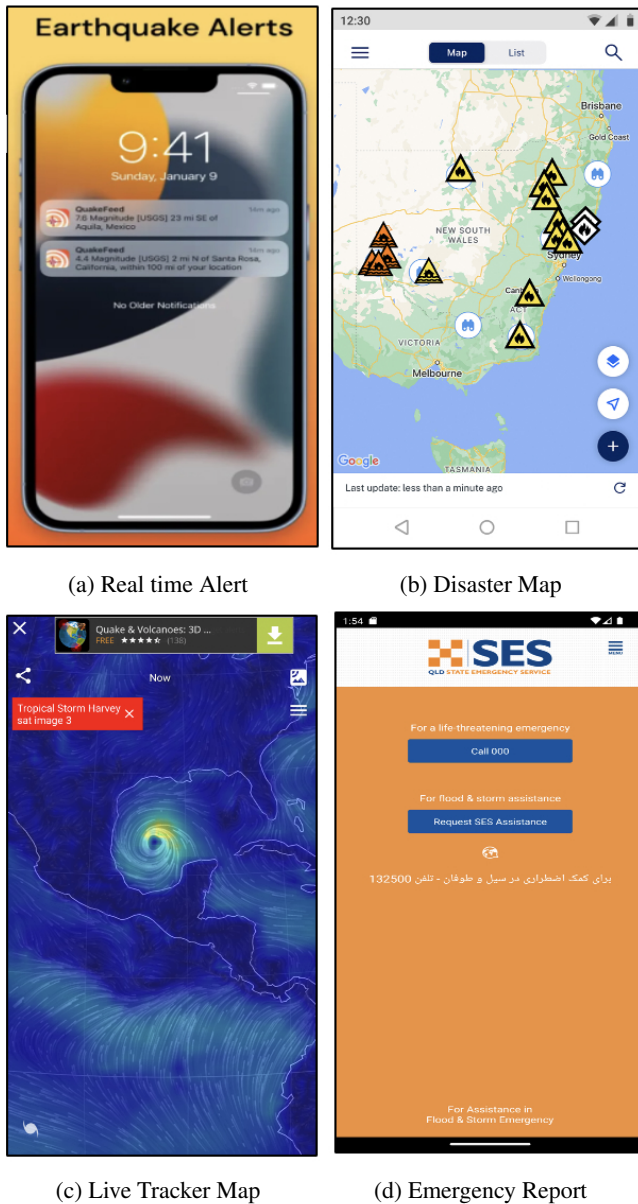 Earthquake Alerts
9:41
Sunday, January 9
QuakeFeed
14m ago
7.6 Magnitude [USGS] 23 mi SE of
Aquila, Mexico
QuakeFeed
14m ago
4.4 Magnitude [USGS] 2 mi N of Santa Rosa,
California, within 100 mi of your location
No Older Notifications
(a) Real time Alert
12:30
Map
List
Brisbane
Gold Coast
NEW SOUTH
WALES
Sydney
Wollongong
ACT
VICTORIA
Melbourne
Google
TASMANIA
Last update: less than a minute ago
(b) Disaster Map
Quake & Volcanoes: 3D ...
FREE ★★★★ (138)
Now
Tropical Storm Harvey
sat image 3
(c) Live Tracker Map
1:54
SES
QLD STATE EMERGENCY SERVICE
MENU
For a life threatening emergency
Call 000
For flood & storm assistance
Request SES Assistance
برای کمک اضطراری در سیل و طوفان - تلفن 132500
For Assistance in
Flood & Storm Emergency
(d) Emergency Report